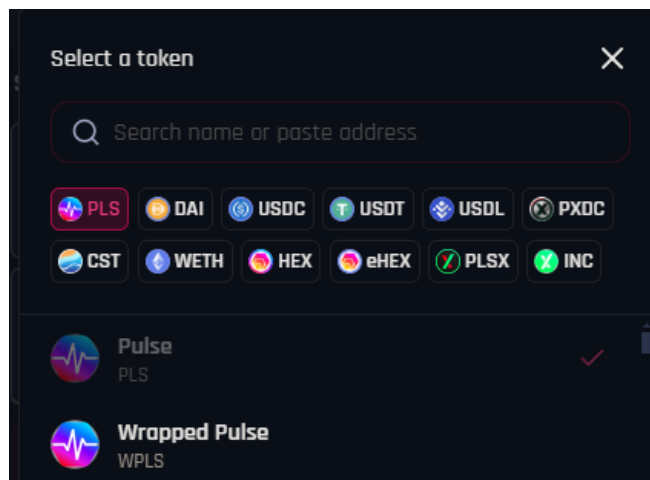 Select a token
Search name or paste address
PLS DAI USDC USDT USDL PXDC
CST WETH HEX eHEX PLSX INC
Pulse
PLS
Wrapped Pulse
WPLS